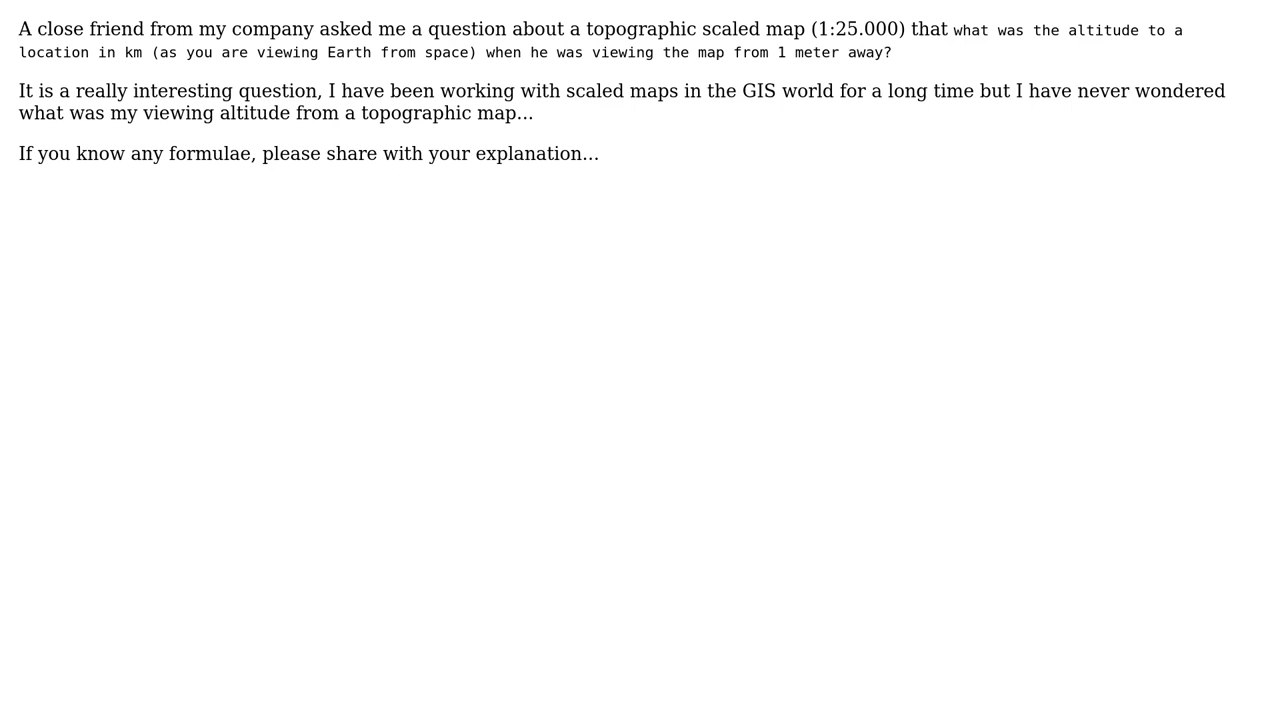 A close friend from my company asked me a question about a topographic scaled map (1:25.000) that what was the altitude to a
location in km (as you are viewing Earth from space) when he was viewing the map from 1 meter away?
It is a really interesting question, I have been working with scaled maps in the GIS world for a long time but I have never wondered
what was my viewing altitude from a topographic map...
If you know any formulae, please share with your explanation...